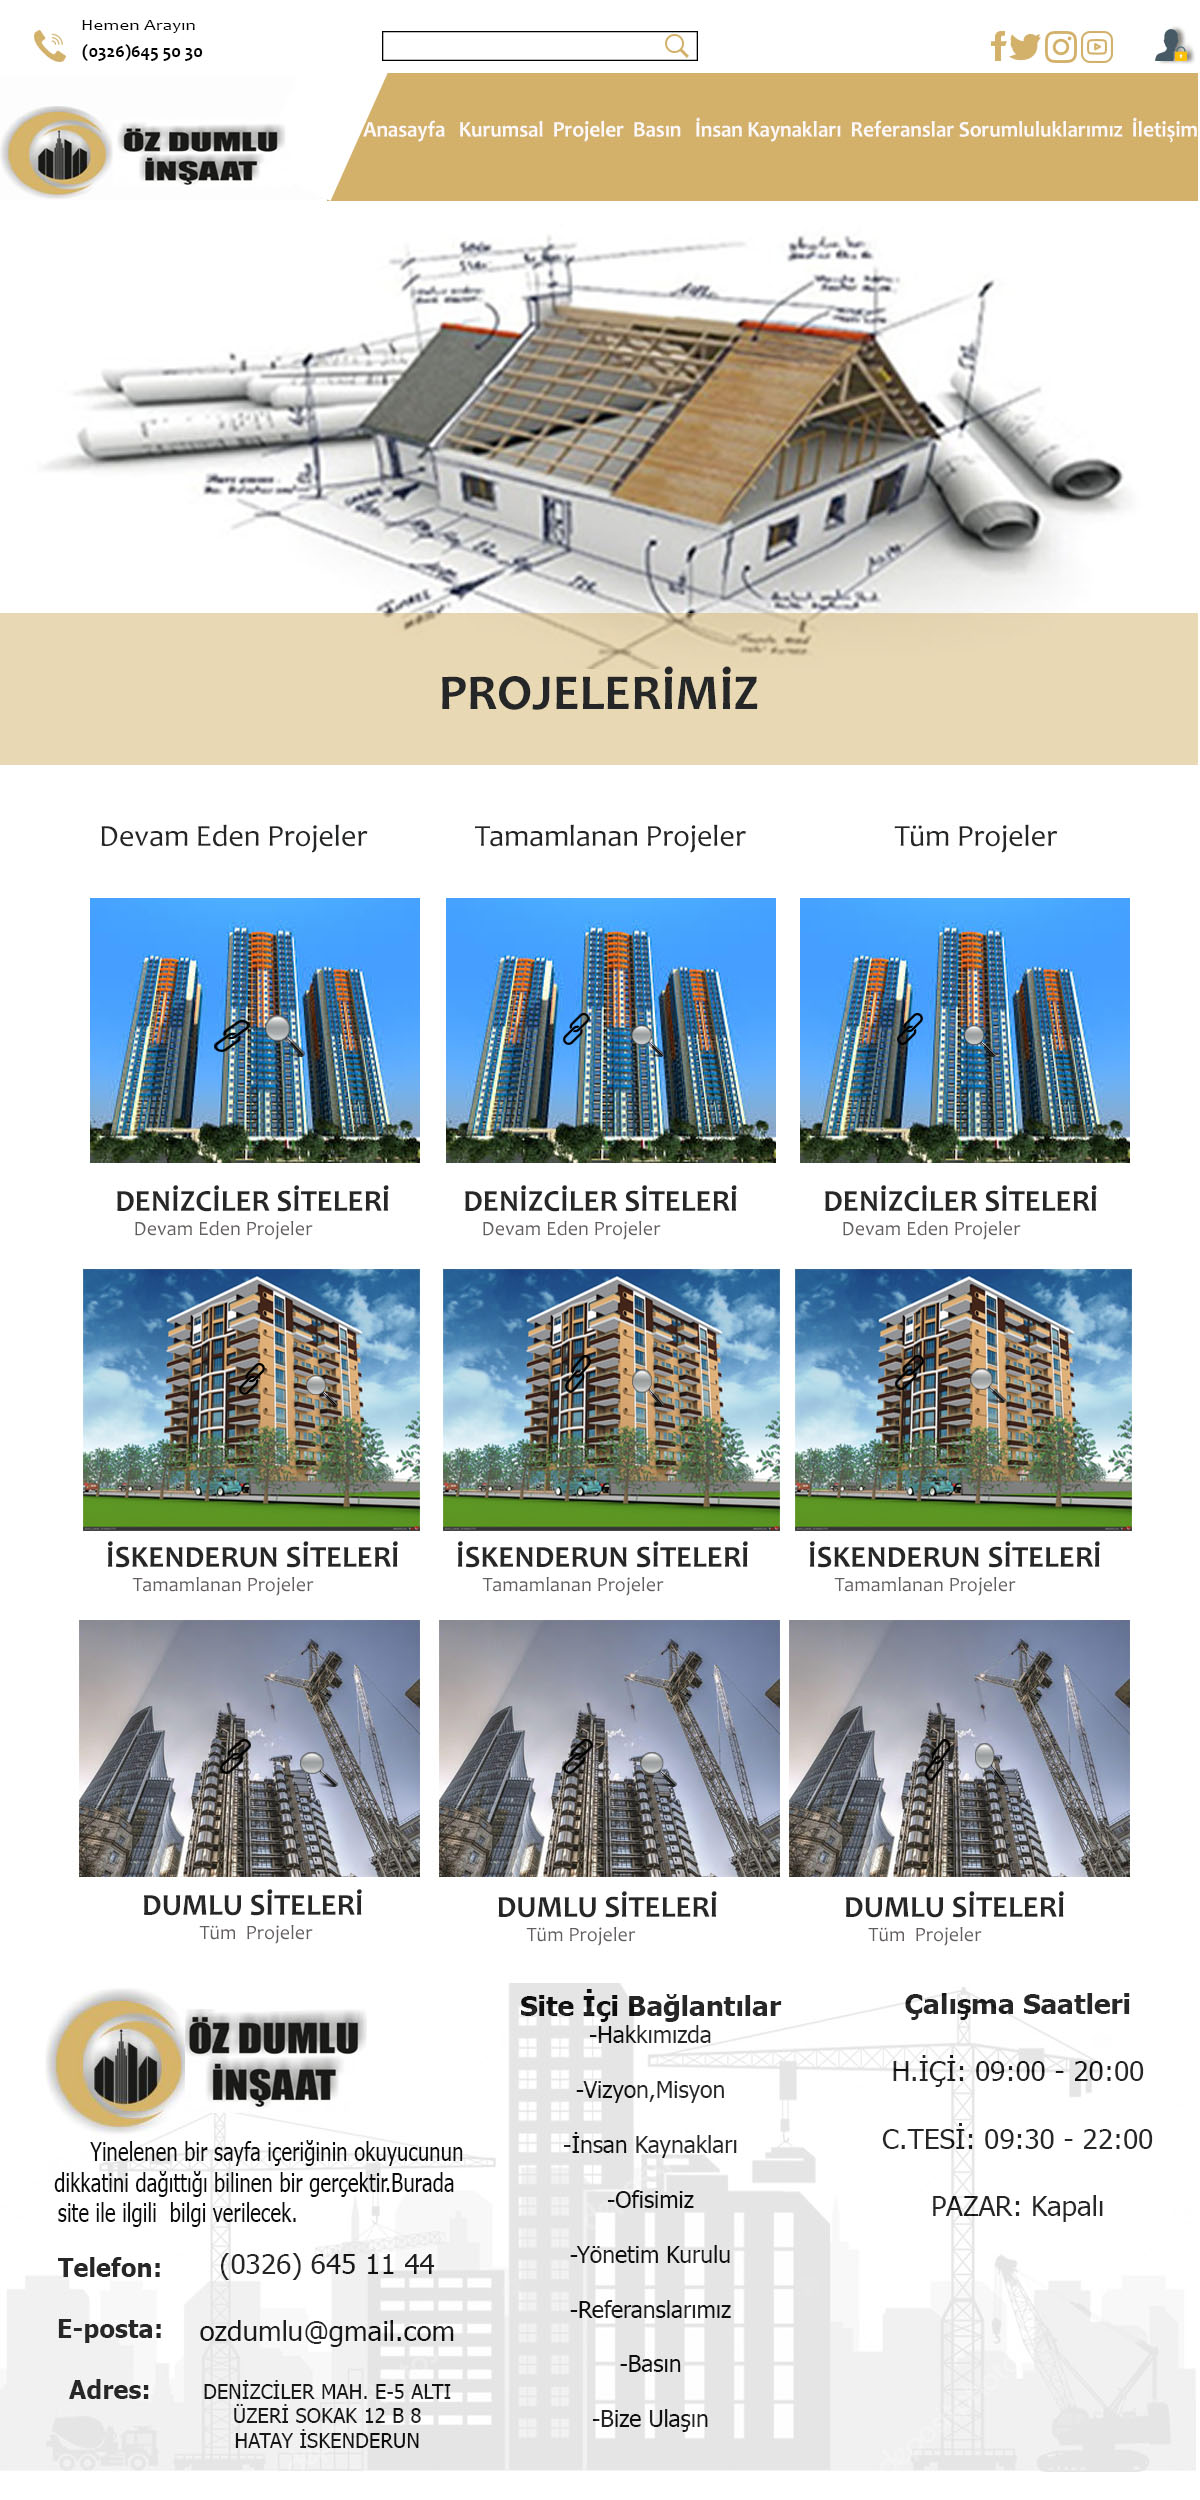 Hemen Arayın
(0326)645 50 30
ÖZ DUMLU
İNŞAAT
Anasayfa Kurumsal Projeler Basın İnsan Kaynakları Referanslar Sorumluluklarımız İletişim
PROJELERİMİZ
Devam Eden Projeler Tamamlanan Projeler Tüm Projeler
DENİZCİLER SİTELERİ DENİZCİLER SİTELERİ DENİZCİLER SİTELERİ
Devam Eden Projeler Devam Eden Projeler Devam Eden Projeler
İSKENDERUN SİTELERİ İSKENDERUN SİTELERİ İSKENDERUN SİTELERİ
Tamamlanan Projeler Tamamlanan Projeler Tamamlanan Projeler
DUMLU SİTELERİ DUMLU SİTELERİ DUMLU SİTELERİ
Tüm Projeler Tüm Projeler Tüm Projeler
ÖZ DUMLU
İNŞAAT
Yinelenen bir sayfa içeriğinin okuyucunun
dikkatini dağıttığı bilinen bir gerçektir.Burada
site ile ilgili bilgi verilecek.
Telefon: (0326) 645 11 44
E-posta: ozdumlu@gmail.com
Adres: DENİZCİLER MAH. E-5 ALTI
ÜZERİ SOKAK 12 B 8
HATAY İSKENDERUN
Site İçi Bağlantılar
-Hakkımızda
-Vizyon,Misyon
-İnsan Kaynakları
-Ofisimiz
-Yönetim Kurulu
-Referanslarımız
-Basın
-Bize Ulaşın
Çalışma Saatleri
H.İÇİ: 09:00 - 20:00
C.TESİ: 09:30 - 22:00
PAZAR: Kapalı